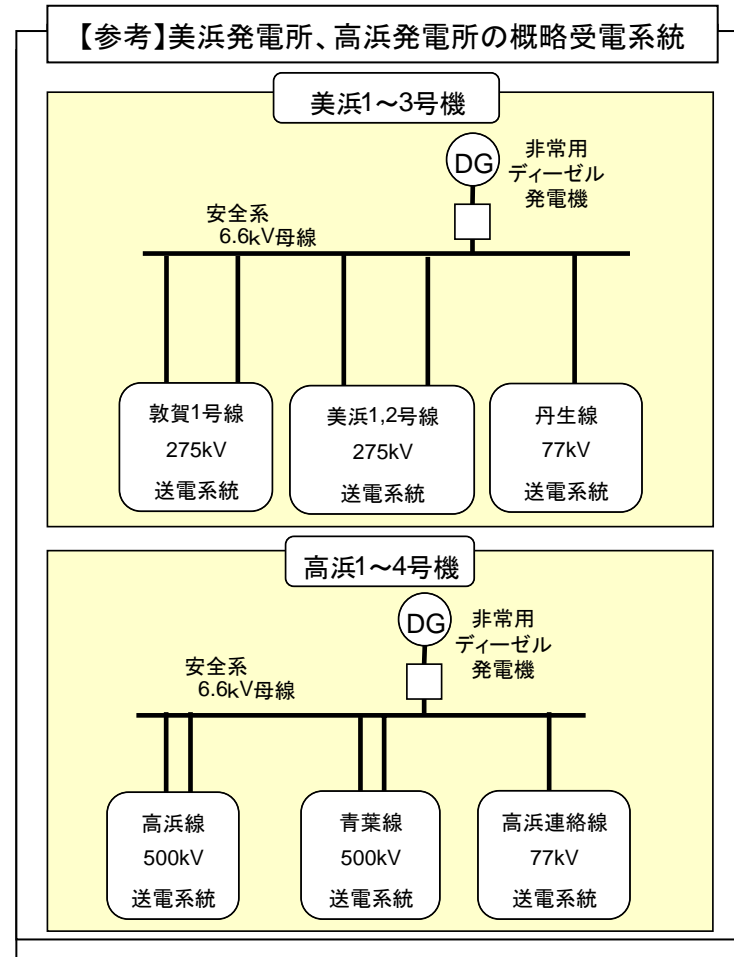 【参考】美浜発電所、高浜発電所の概略受電系統
美浜1～3号機
DG
非常用
ディーゼル
発電機
安全系
6.6kV母線
敦賀1号線
275kV
送電系統
美浜1,2号線
275kV
送電系統
丹生線
77kV
送電系統
高浜1～4号機
DG
非常用
ディーゼル
発電機
安全系
6.6kV母線
高浜線
500kV
送電系統
青葉線
500kV
送電系統
高浜連絡線
77kV
送電系統